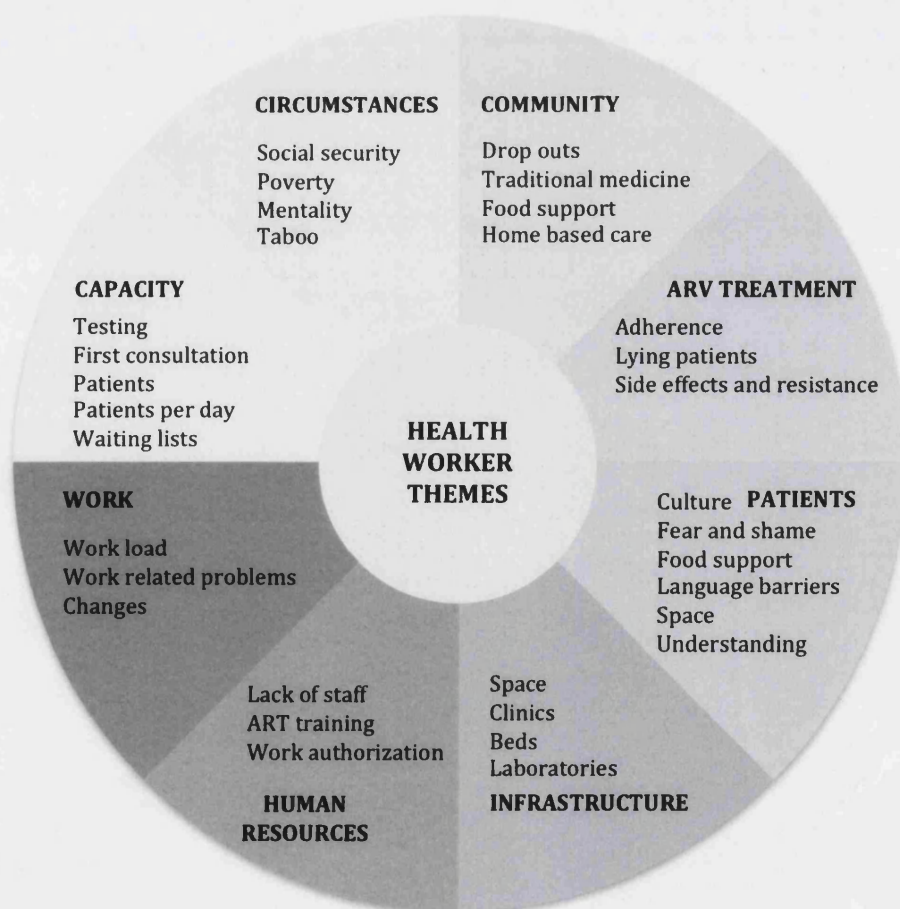 CIRCUMSTANCES
Social security
Poverty
Mentality
Taboo
COMMUNITY
Drop outs
Traditional medicine
Food support
Home based care
ARV TREATMENT
Adherence
Lying patients
Side effects and resistance
Culture PATIENTS
Fear and shame
Food support
Language barriers
Space
Understanding
Space
Clinics
Beds
Laboratories
INFRASTRUCTURE
Lack of staff
ART training
Work authorization
HUMAN
RESOURCES
WORK
Work load
Work related problems
Changes
CAPACITY
Testing
First consultation
Patients
Patients per day
Waiting lists
HEALTH
WORKER
THEMES